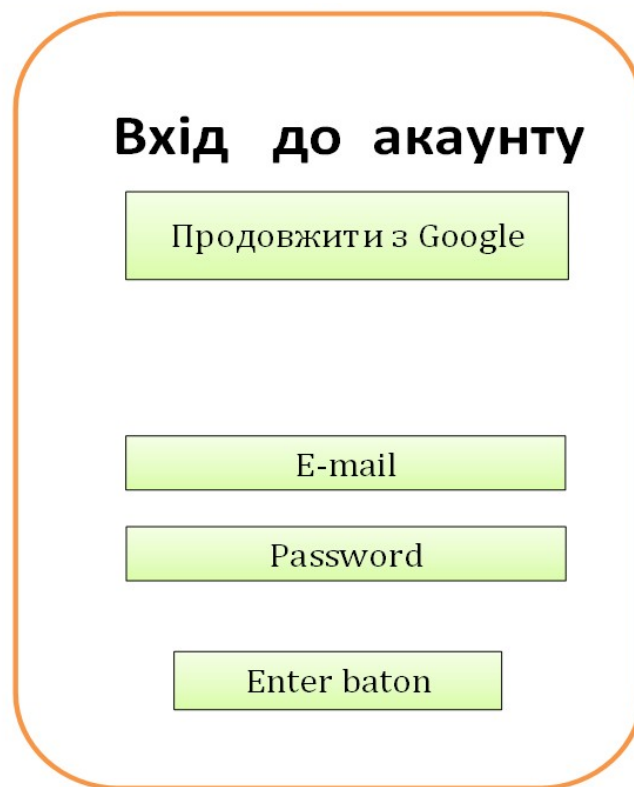 Вхід до акаунту
Продовжити з Google
E-mail
Password
Enter baton